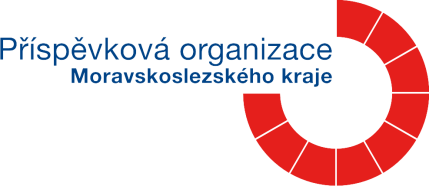 Příspěvková organizace
Moravskoslezského kraje